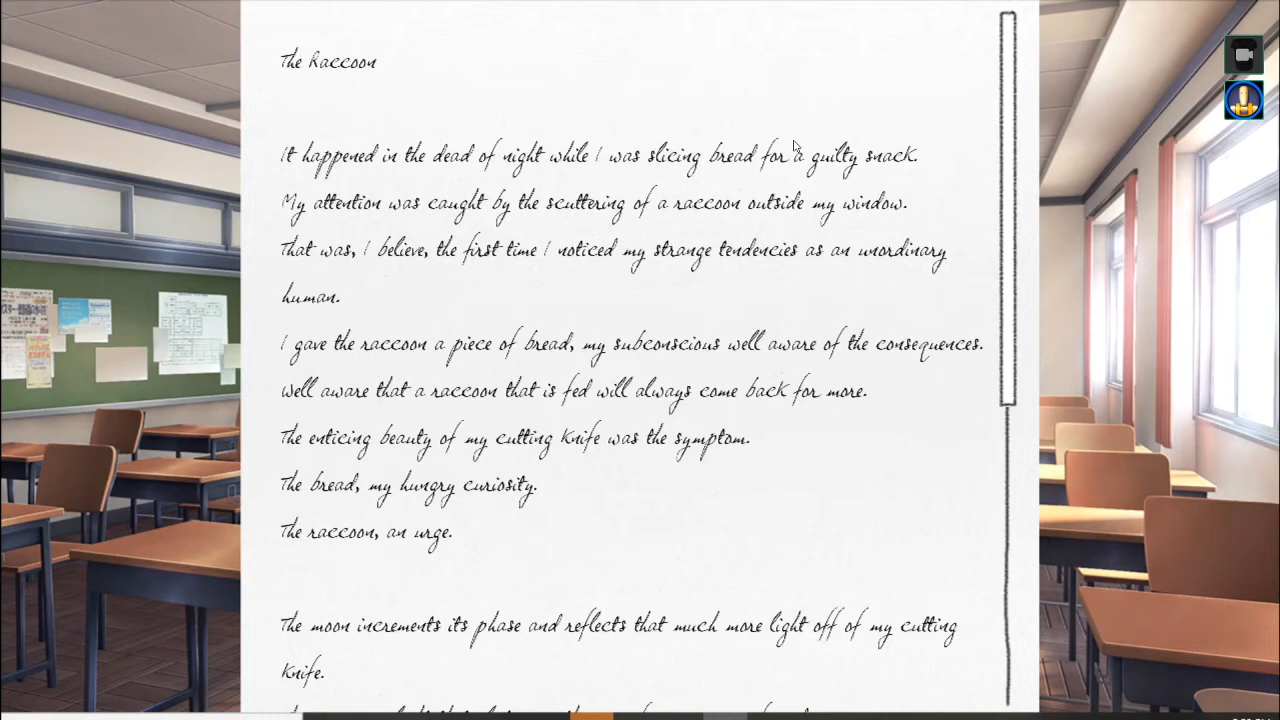 The Raccoon
It happened in the dead of night while I was slicing bread for a guilty snack.
My attention was caught by the scuttering of a raccoon outside my window.
That was, I believe, the first time I noticed my strange tendencies as an unordinary
human.
I gave the raccoon a piece of bread, my subconscious well aware of the consequences.
Well aware that a raccoon that is fed will always come back for more.
The enticing beauty of my cutting knife was the symptom.
The bread, my hungry curiosity.
The raccoon, an urge.
The moon increments its phase and reflects that much more light off of my cutting
knife.